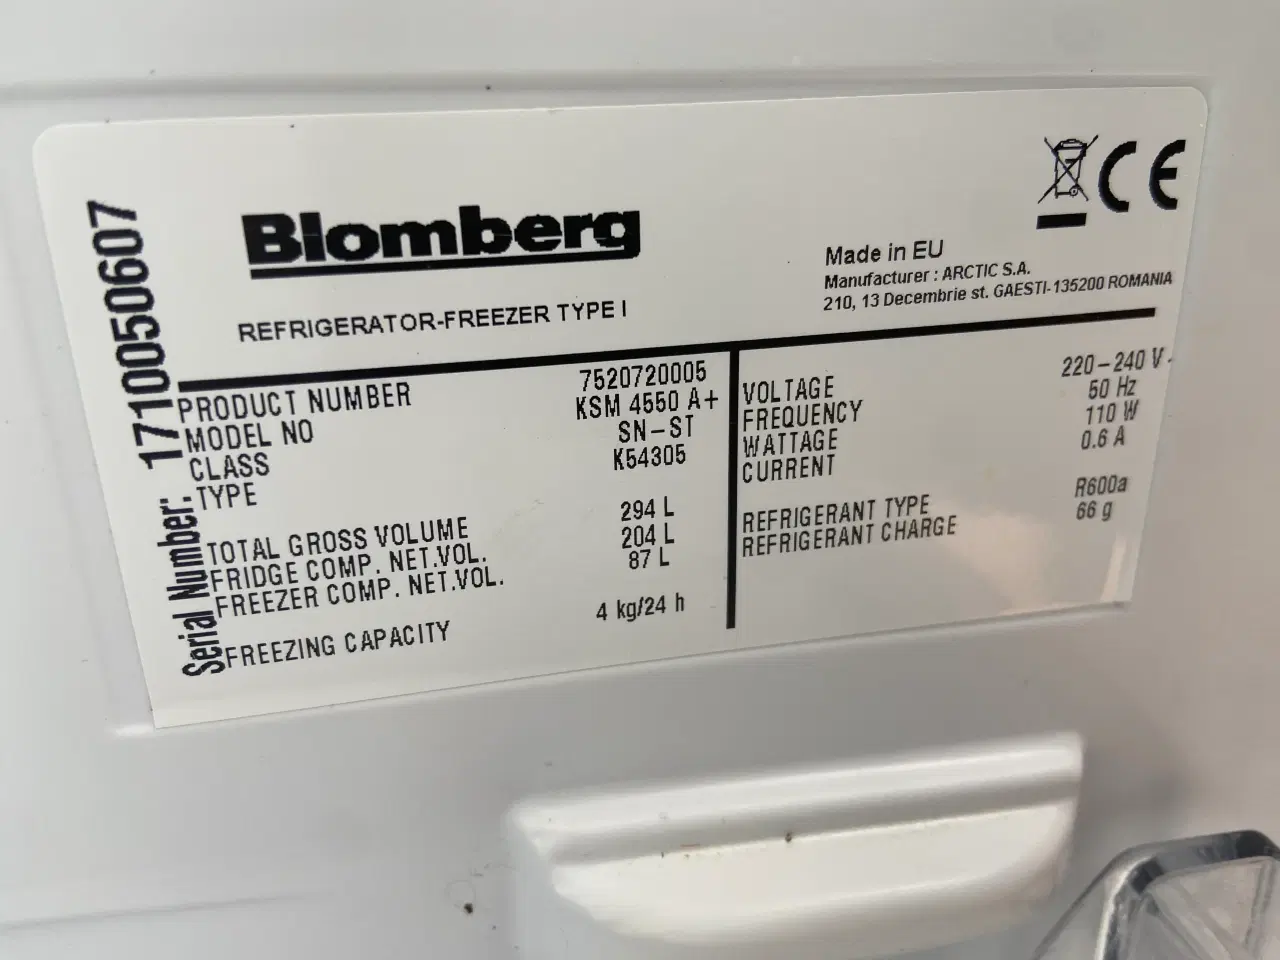 Serial Number: 1710050607
Blomberg
REFRIGERATOR-FREEZER TYPE I
CE
Made in EU
Manufacturer : ARCTIC S.A.
210, 13 Decembrie st. GAESTI-135200 ROMANIA
PRODUCT NUMBER 7520720005
MODEL NO KSM 4550 A+
CLASS SN-ST
TYPE K54305
TOTAL GROSS VOLUME 294 L
FRIDGE COMP. NET.VOL. 204 L
FREEZER COMP. NET.VOL. 87 L
FREEZING CAPACITY 4 kg/24 h
VOLTAGE 220-240 V
FREQUENCY 50 Hz
WATTAGE 110 W
CURRENT 0.6 A
REFRIGERANT TYPE R600a
REFRIGERANT CHARGE 66 g